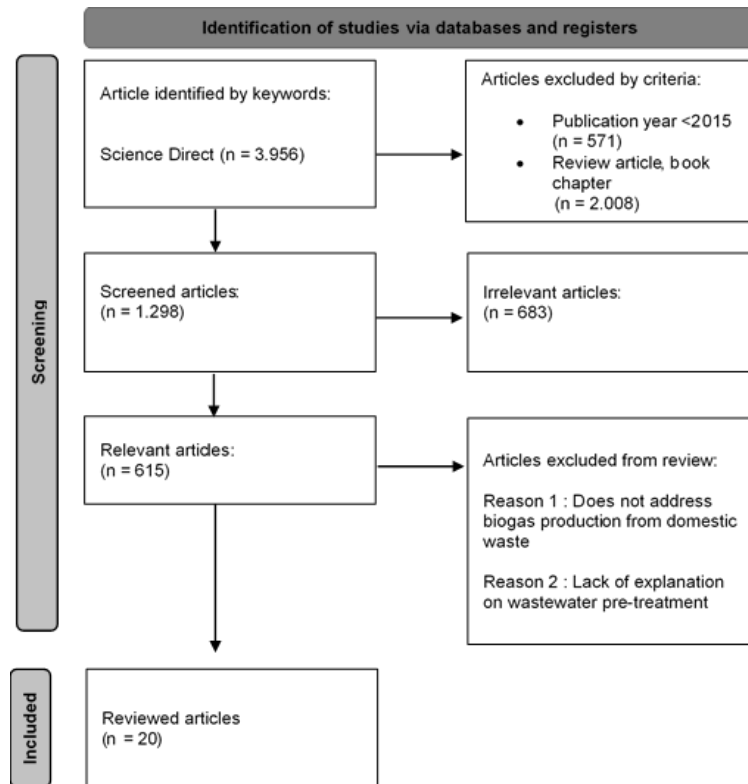 Identification of studies via databases and registers
Screening
Article identified by keywords:
Science Direct (n = 3.956)
Articles excluded by criteria:
• Publication year <2015
(n = 571)
• Review article, book
chapter
(n = 2.008)
Screened articles:
(n = 1.298)
Irrelevant articles:
(n = 683)
Relevant articles:
(n = 615)
Articles excluded from review:
Reason 1 : Does not address
biogas production from domestic
waste
Reason 2 : Lack of explanation
on wastewater pre-treatment
Included
Reviewed articles
(n = 20)